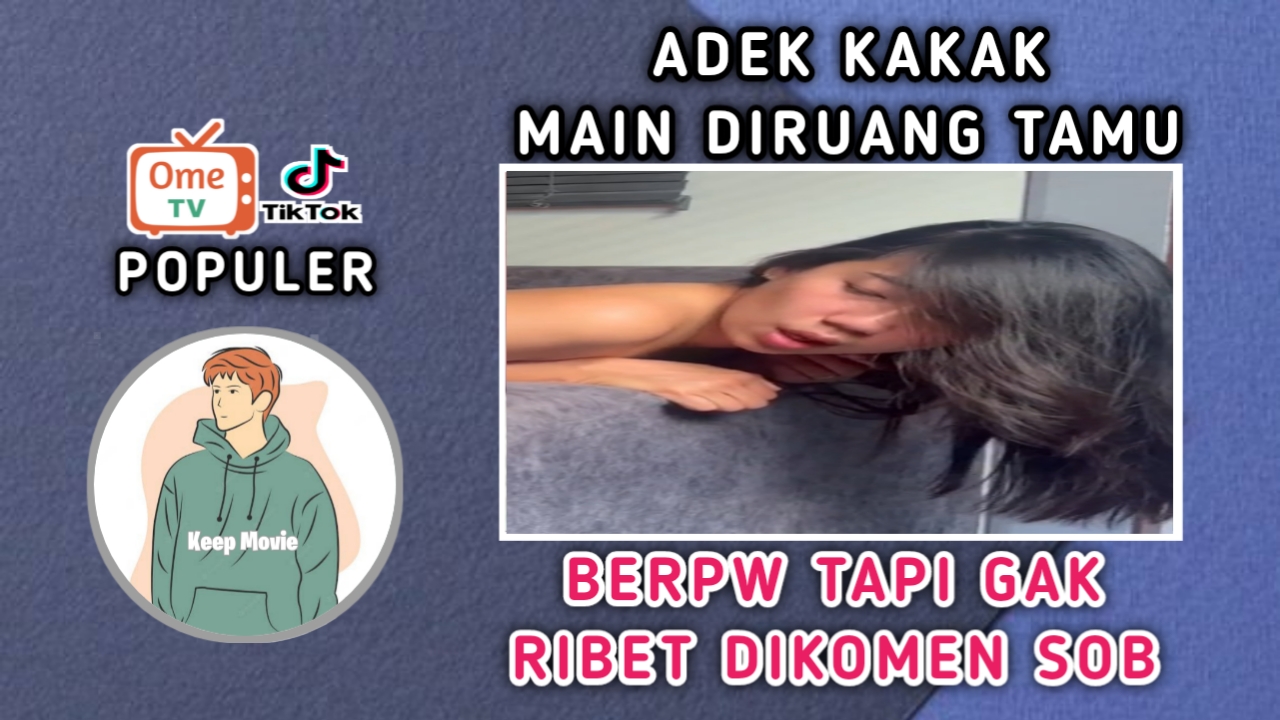 ADEK KAKAK
MAIN DIRUANG TAMU
Ome
TV
TikTok
POPULER
Keep Movie
BERPW TAPI GAK
RIBET DIKOMEN SOB